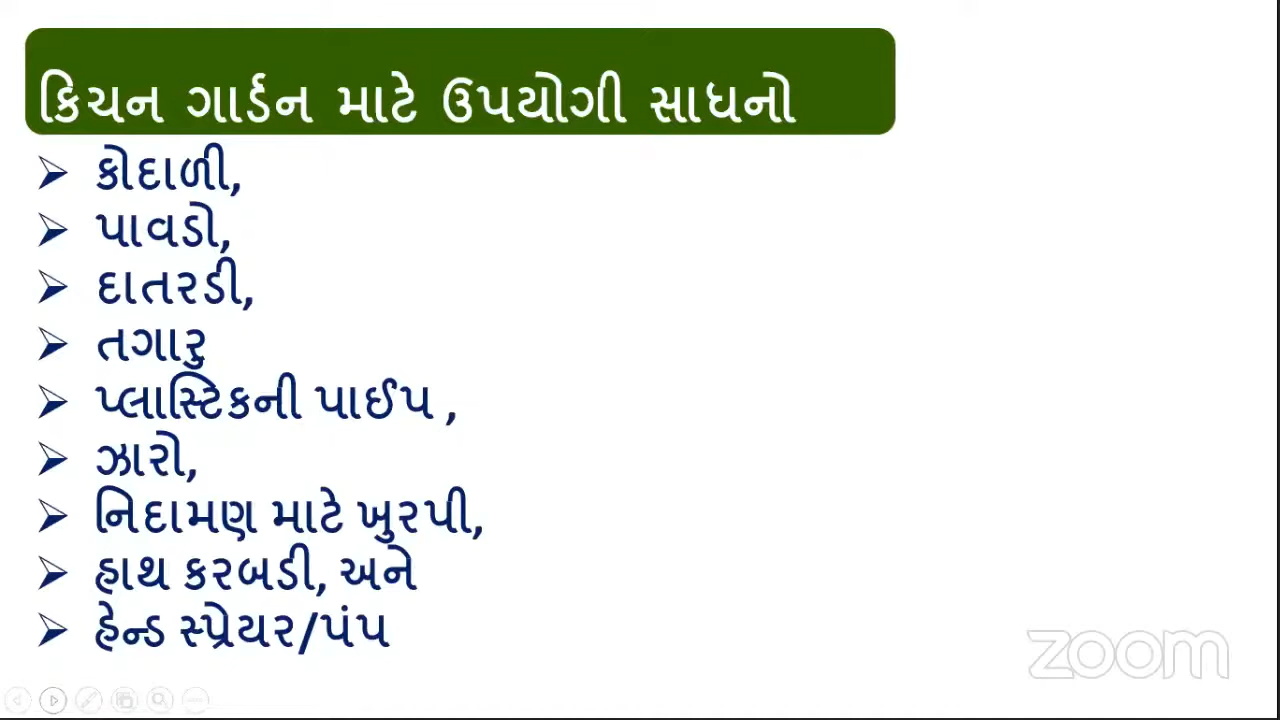 કિચન ગાર્ડન માટે ઉપયોગી સાધનો
➢ કોદાળી,
➢ પાવડો,
➢ દાતરડી,
➢ તગારુ
➢ પ્લાસ્ટિકની પાઈપ ,
➢ ઝારો,
➢ નિદામણ માટે ખુરપી,
➢ હાથ કરબડી, અને
➢ હેન્ડ સ્પ્રેયર/પંપ
zoom